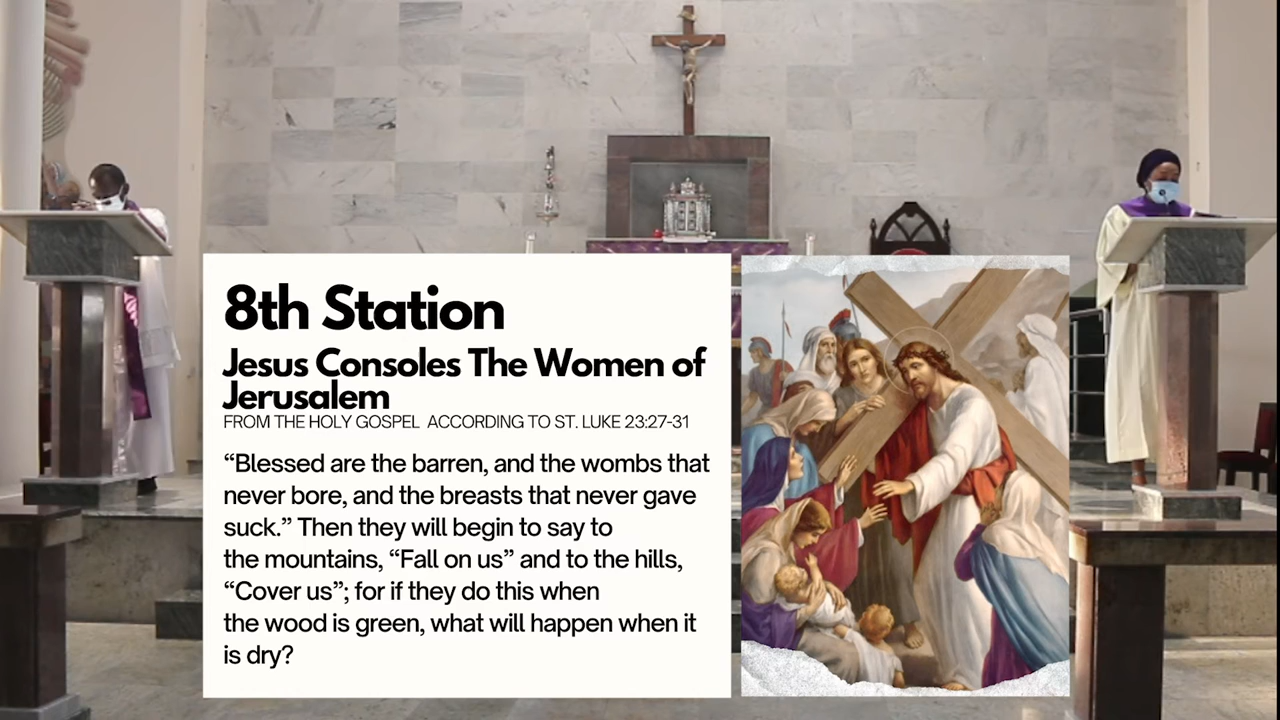 8th Station
Jesus Consoles The Women of
Jerusalem
FROM THE HOLY GOSPEL ACCORDING TO ST. LUKE 23:27-31
“Blessed are the barren, and the wombs that
never bore, and the breasts that never gave
suck.” Then they will begin to say to
the mountains, “Fall on us” and to the hills,
“Cover us”; for if they do this when
the wood is green, what will happen when it
is dry?